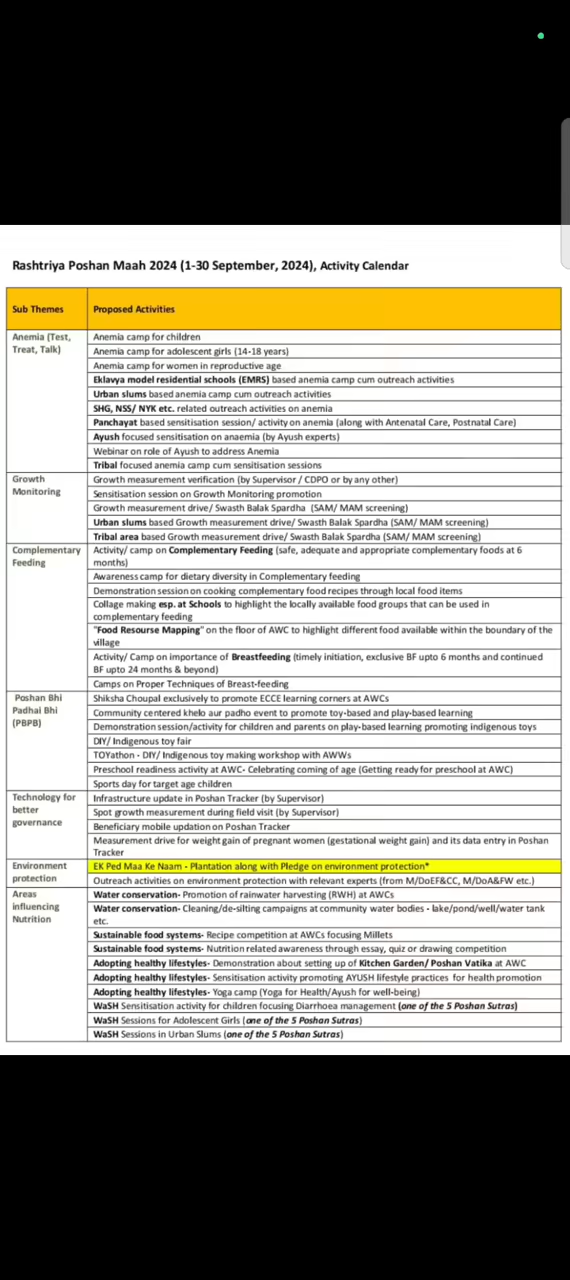 Rashtriya Poshan Maah 2024 (1-30 September, 2024), Activity Calendar
Sub Themes
Proposed Activities
Anemia (Test,
Treat, Talk)
Anemia camp for children
Anemia camp for adolescent girls (14-18 years)
Anemia camp for women in reproductive age
Eklavya model residential schools (EMRS) based anemia camp cum outreach activities
Urban slums based anemia camp cum outreach activities
SHG, NSS/ NYK etc. related outreach activities on anemia
Panchayat based sensitisation session/ activity on anemia (along with Antenatal Care, Postnatal Care)
Ayush focused sensitisation on anaemia (by Ayush experts)
Webinar on role of Ayush to address Anemia
Tribal focused anemia camp cum sensitisation sessions
Growth
Monitoring
Growth measurement verification (by Supervisor / CDPO or by any other)
Sensitisation session on Growth Monitoring promotion
Growth measurement drive/ Swasth Balak Spardha (SAM/ MAM screening)
Urban slums based Growth measurement drive/ Swasth Balak Spardha (SAM/ MAM screening)
Tribal area based Growth measurement drive/ Swasth Balak Spardha (SAM/ MAM screening)
Complementary
Feeding
Activity/ camp on Complementary Feeding (safe, adequate and appropriate complementary foods at 6
months)
Awareness camp for dietary diversity in Complementary feeding
Demonstration session on cooking complementary food recipes through local food items
Collage making esp. at Schools to highlight the locally available food groups that can be used in
complementary feeding
"Food Resourse Mapping" on the floor of AWC to highlight different food available within the boundary of the
village
Activity/ Camp on importance of Breastfeeding (timely initiation, exclusive BF upto 6 months and continued
BF upto 24 months & beyond)
Camps on Proper Techniques of Breast-feeding
Poshan Bhi
Padhai Bhi
(PBPB)
Shiksha Choupal exclusively to promote ECCE learning corners at AWCs
Community centered khelo aur padho event to promote toy-based and play-based learning
Demonstration session/activity for children and parents on play-based learning promoting indigenous toys
DIY/ Indigenous toy fair
TOYathon - DIY/ Indigenous toy making workshop with AWWs
Preschool readiness activity at AWC- Celebrating coming of age (Getting ready for preschool at AWC)
Sports day for target age children
Technology for
better
governance
Infrastructure update in Poshan Tracker (by Supervisor)
Spot growth measurement during field visit (by Supervisor)
Beneficiary mobile updation on Poshan Tracker
Measurement drive for weight gain of pregnant women (gestational weight gain) and its data entry in Poshan
Tracker
Environment
protection
EK Ped Maa Ke Naam - Plantation along with Pledge on environment protection*
Outreach activities on environment protection with relevant experts (from M/DoEF&CC, M/DoA&FW etc.)
Areas
influencing
Nutrition
Water conservation- Promotion of rainwater harvesting (RWH) at AWCs
Water conservation- Cleaning/de-silting campaigns at community water bodies - lake/pond/well/water tank
etc.
Sustainable food systems- Recipe competition at AWCs focusing Millets
Sustainable food systems- Nutrition related awareness through essay, quiz or drawing competition
Adopting healthy lifestyles- Demonstration about setting up of Kitchen Garden/ Poshan Vatika at AWC
Adopting healthy lifestyles- Sensitisation activity promoting AYUSH lifestyle practices for health promotion
Adopting healthy lifestyles- Yoga camp (Yoga for Health/Ayush for well-being)
WaSH Sensitisation activity for children focusing Diarrhoea management (one of the 5 Poshan Sutras)
WaSH Sessions for Adolescent Girls (one of the 5 Poshan Sutras)
WaSH Sessions in Urban Slums (one of the 5 Poshan Sutras)